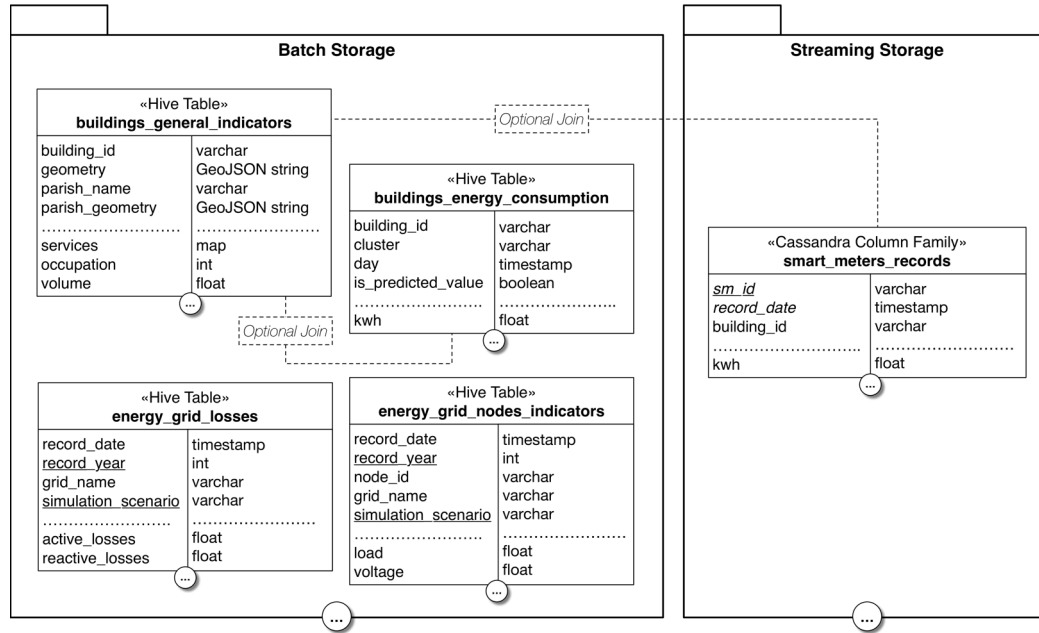 Batch Storage
«Hive Table»
buildings_general_indicators
building_id varchar
geometry GeoJSON string
parish_name varchar
parish_geometry GeoJSON string
........................ ........................
services map
occupation int
volume float
...
Optional Join
«Hive Table»
buildings_energy_consumption
building_id varchar
cluster varchar
day timestamp
is_predicted_value boolean
........................ ........................
kwh float
...
Optional Join
«Hive Table»
energy_grid_losses
record_date timestamp
record_year int
grid_name varchar
simulation_scenario varchar
........................ ........................
active_losses float
reactive_losses float
...
«Hive Table»
energy_grid_nodes_indicators
record_date timestamp
record_year int
node_id varchar
grid_name varchar
simulation_scenario varchar
........................ ........................
load float
voltage float
...
...
Streaming Storage
«Cassandra Column Family»
smart_meters_records
sm_id varchar
record_date timestamp
building_id varchar
........................ ........................
kwh float
...
...